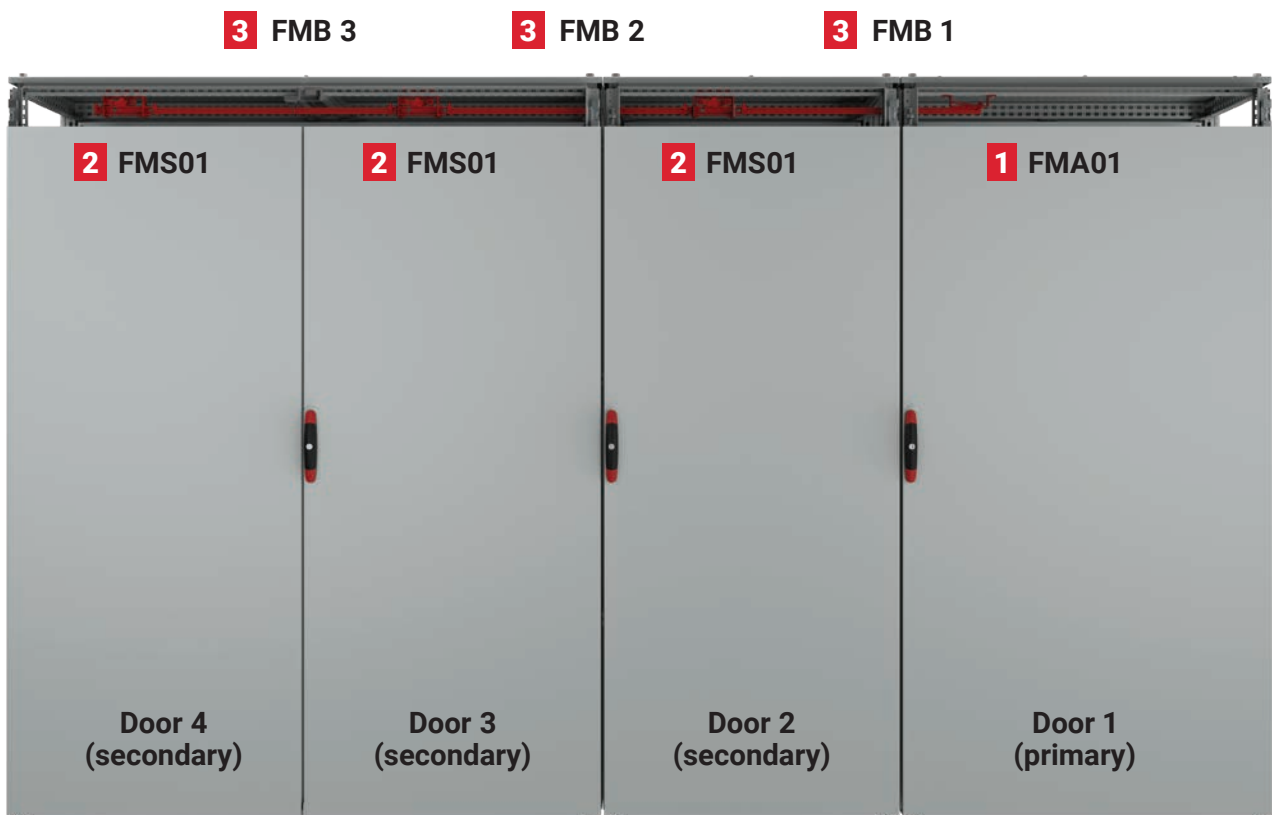 3 FMB 3 3 FMB 2 3 FMB 1
2 FMS01 2 FMS01 2 FMS01 1 FMA01
Door 4 Door 3 Door 2 Door 1
(secondary) (secondary) (secondary) (primary)